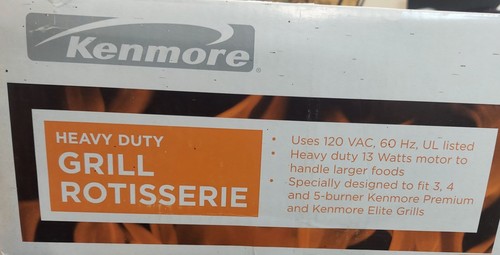 Kenmore
HEAVY DUTY
GRILL
ROTISSERIE
• Uses 120 VAC, 60 Hz, UL listed
• Heavy duty 13 Watts motor to
handle larger foods
• Specially designed to fit 3, 4
and 5-burner Kenmore Premium
and Kenmore Elite Grills